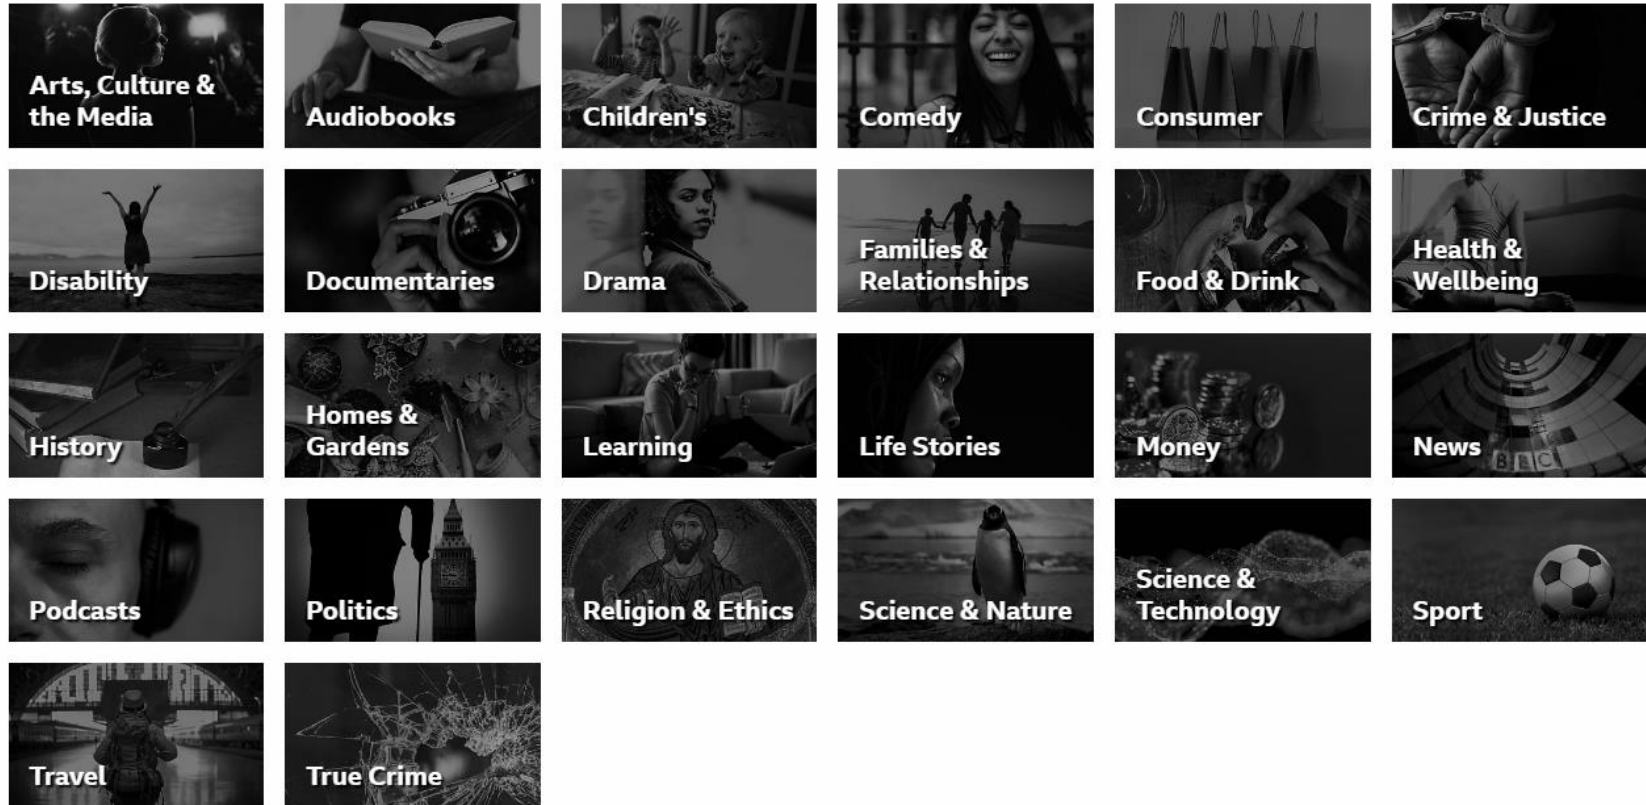 Arts, Culture &
the Media
Audiobooks
Children's
Comedy
Consumer
Crime & Justice
Disability
Documentaries
Drama
Families &
Relationships
Food & Drink
Health &
Wellbeing
History
Homes &
Gardens
Learning
Life Stories
Money
News
BBC
Podcasts
Politics
Religion & Ethics
Science & Nature
Science &
Technology
Sport
Travel
True Crime